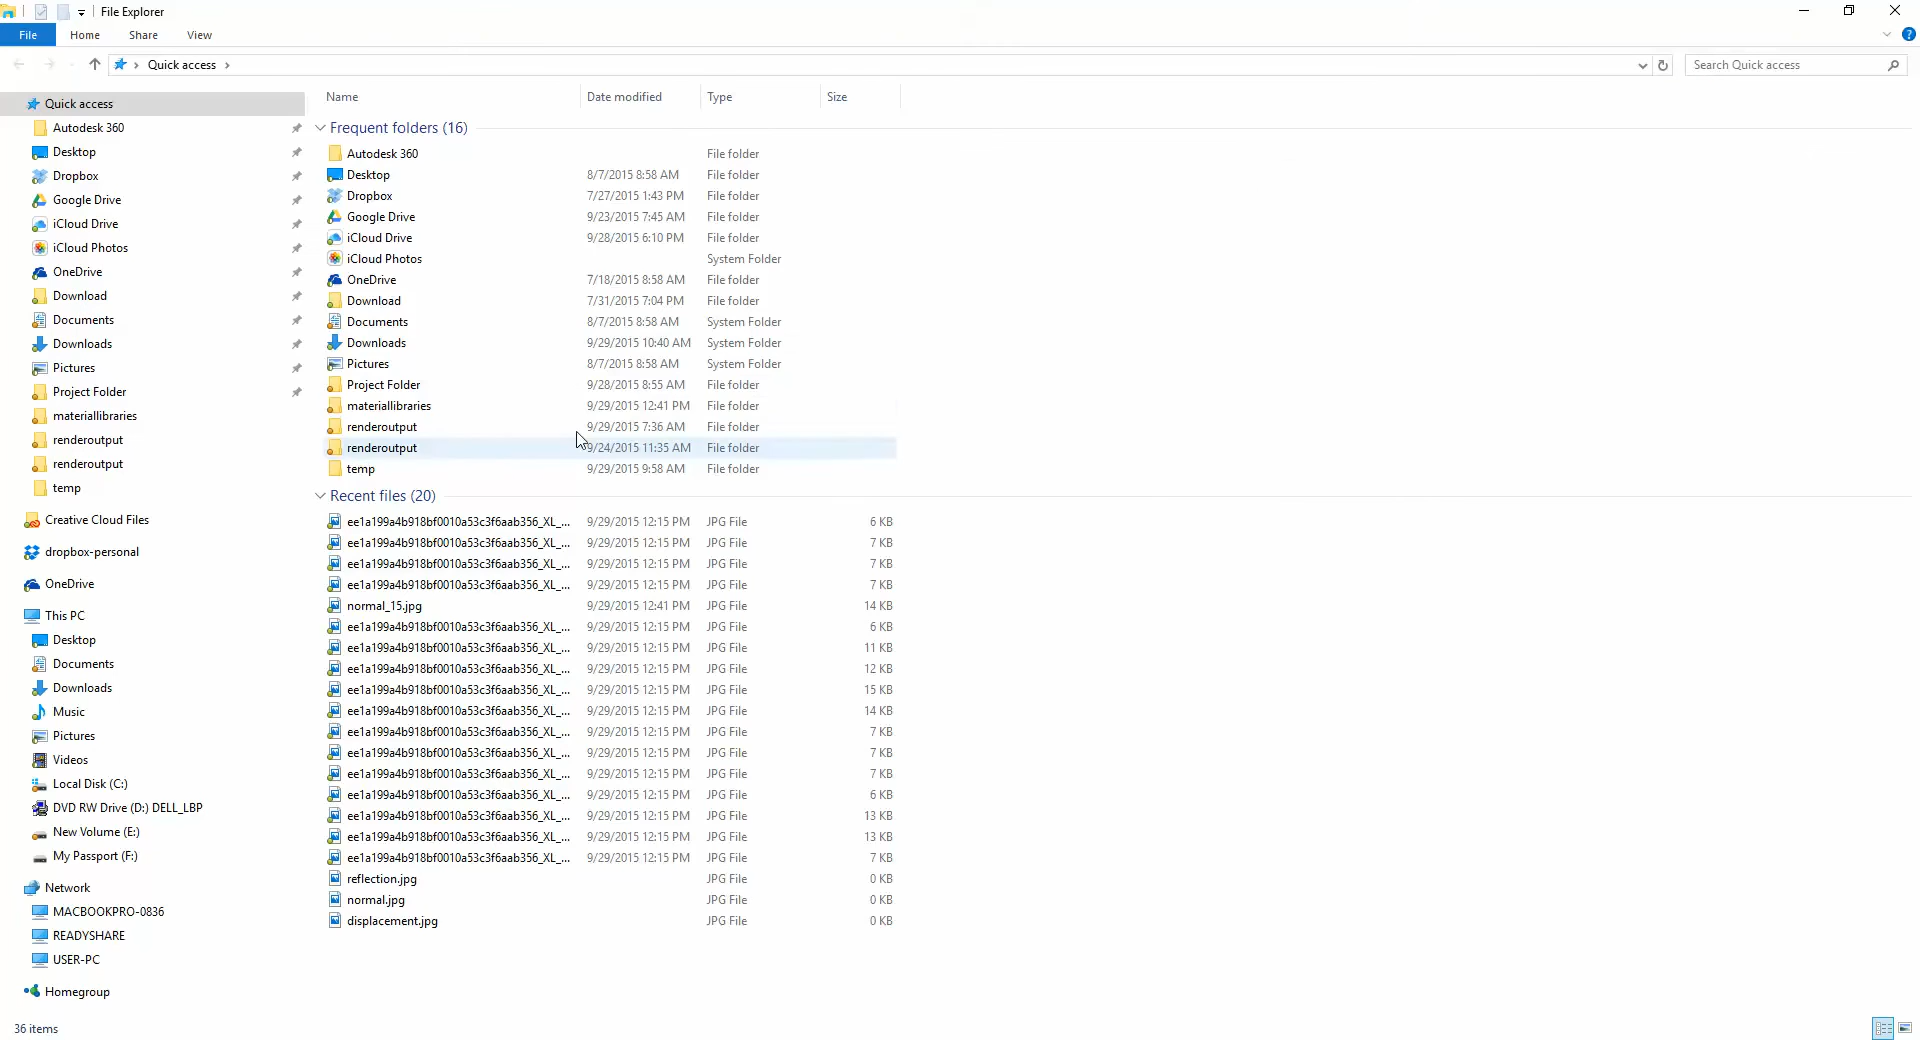 File Explorer
File Home Share View
Quick access
Search Quick access
Quick access
Autodesk 360
Desktop
Dropbox
Google Drive
iCloud Drive
iCloud Photos
OneDrive
Download
Documents
Downloads
Pictures
Project Folder
materiallibraries
renderoutput
renderoutput
temp
Creative Cloud Files
dropbox-personal
OneDrive
This PC
Desktop
Documents
Downloads
Music
Pictures
Videos
Local Disk (C:)
DVD RW Drive (D:) DELL_LBP
New Volume (E:)
My Passport (F:)
Network
MACBOOKPRO-0836
READYSHARE
USER-PC
Homegroup
Name Date modified Type Size
Frequent folders (16)
Autodesk 360 File folder
Desktop 8/7/2015 8:58 AM File folder
Dropbox 7/27/2015 1:43 PM File folder
Google Drive 9/23/2015 7:45 AM File folder
iCloud Drive 9/28/2015 6:10 PM File folder
iCloud Photos System Folder
OneDrive 7/18/2015 8:58 AM File folder
Download 7/31/2015 7:04 PM File folder
Documents 8/7/2015 8:58 AM System Folder
Downloads 9/29/2015 10:40 AM System Folder
Pictures 8/7/2015 8:58 AM System Folder
Project Folder 9/28/2015 8:55 AM File folder
materiallibraries 9/29/2015 12:41 PM File folder
renderoutput 9/29/2015 7:36 AM File folder
renderoutput 9/24/2015 11:35 AM File folder
temp 9/29/2015 9:58 AM File folder
Recent files (20)
ee1a199a4b918bf0010a53c3f6aab356_XL_... 9/29/2015 12:15 PM JPG File 6 KB
ee1a199a4b918bf0010a53c3f6aab356_XL_... 9/29/2015 12:15 PM JPG File 7 KB
ee1a199a4b918bf0010a53c3f6aab356_XL_... 9/29/2015 12:15 PM JPG File 7 KB
ee1a199a4b918bf0010a53c3f6aab356_XL_... 9/29/2015 12:15 PM JPG File 7 KB
normal_15.jpg 9/29/2015 12:41 PM JPG File 14 KB
ee1a199a4b918bf0010a53c3f6aab356_XL_... 9/29/2015 12:15 PM JPG File 6 KB
ee1a199a4b918bf0010a53c3f6aab356_XL_... 9/29/2015 12:15 PM JPG File 11 KB
ee1a199a4b918bf0010a53c3f6aab356_XL_... 9/29/2015 12:15 PM JPG File 12 KB
ee1a199a4b918bf0010a53c3f6aab356_XL_... 9/29/2015 12:15 PM JPG File 15 KB
ee1a199a4b918bf0010a53c3f6aab356_XL_... 9/29/2015 12:15 PM JPG File 14 KB
ee1a199a4b918bf0010a53c3f6aab356_XL_... 9/29/2015 12:15 PM JPG File 7 KB
ee1a199a4b918bf0010a53c3f6aab356_XL_... 9/29/2015 12:15 PM JPG File 7 KB
ee1a199a4b918bf0010a53c3f6aab356_XL_... 9/29/2015 12:15 PM JPG File 7 KB
ee1a199a4b918bf0010a53c3f6aab356_XL_... 9/29/2015 12:15 PM JPG File 6 KB
ee1a199a4b918bf0010a53c3f6aab356_XL_... 9/29/2015 12:15 PM JPG File 13 KB
ee1a199a4b918bf0010a53c3f6aab356_XL_... 9/29/2015 12:15 PM JPG File 13 KB
ee1a199a4b918bf0010a53c3f6aab356_XL_... 9/29/2015 12:15 PM JPG File 7 KB
reflection.jpg JPG File 0 KB
normal.jpg JPG File 0 KB
displacement.jpg JPG File 0 KB
36 items